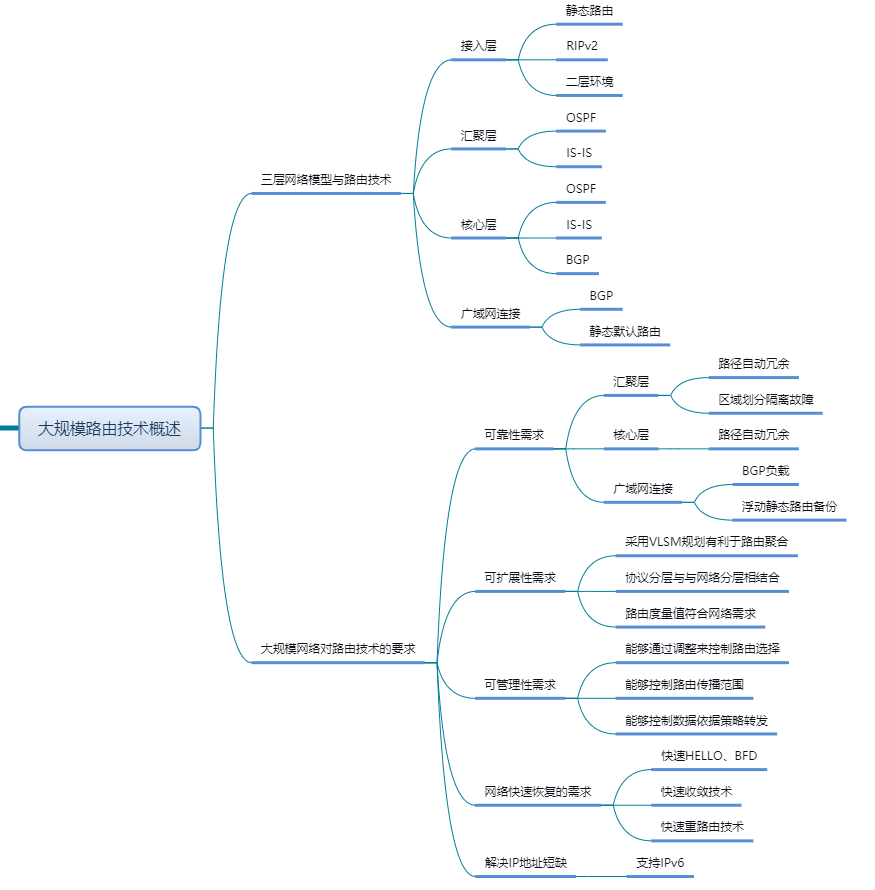 大规模路由技术概述
三层网络模型与路由技术
接入层
静态路由
RIPv2
二层环境
汇聚层
OSPF
IS-IS
核心层
OSPF
IS-IS
BGP
广域网连接
BGP
静态默认路由
大规模网络对路由技术的要求
可靠性需求
汇聚层
路径自动冗余
区域划分隔离故障
核心层
路径自动冗余
广域网连接
BGP负载
浮动静态路由备份
可扩展性需求
采用VLSM规划有利于路由聚合
协议分层与与网络分层相结合
路由度量值符合网络需求
可管理性需求
能够通过调整来控制路由选择
能够控制路由传播范围
能够控制数据依据策略转发
网络快速恢复的需求
快速HELLO、BFD
快速收敛技术
快速重路由技术
解决IP地址短缺
支持IPv6